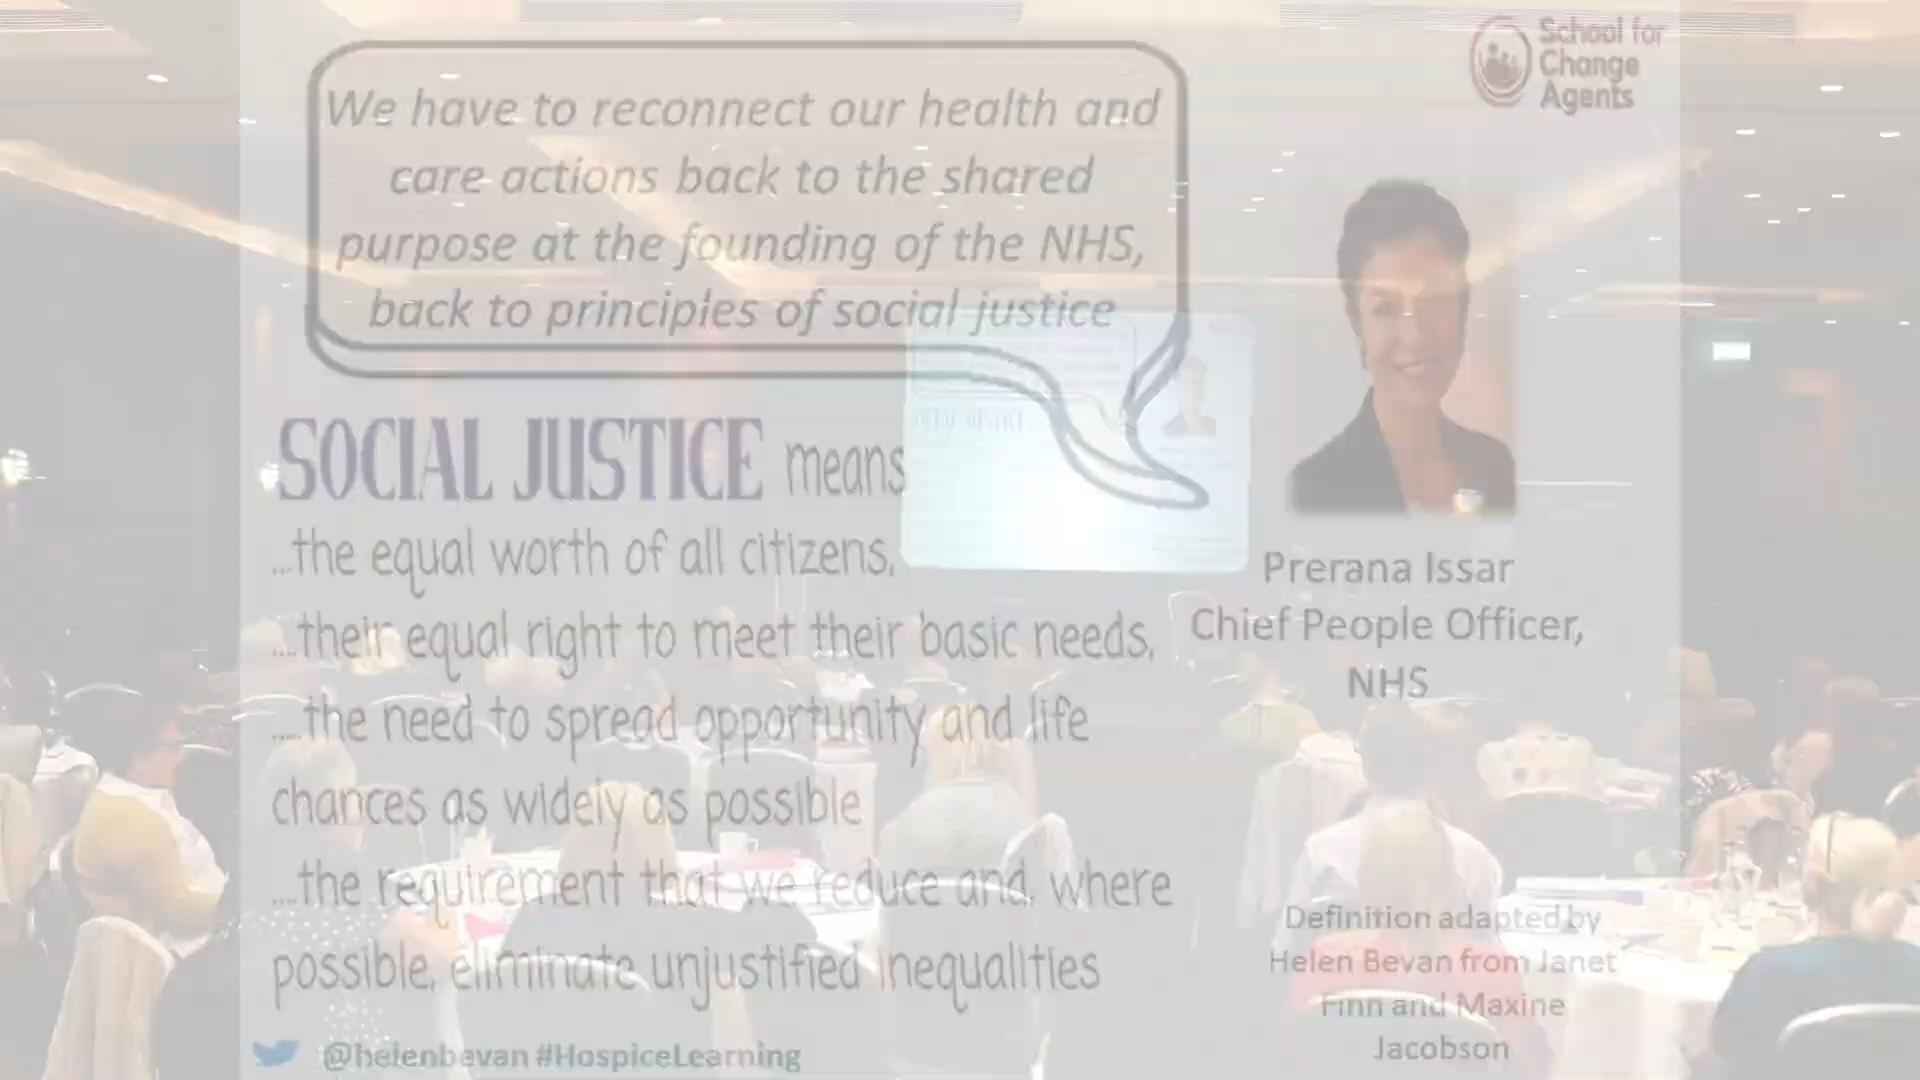 School for
Change
Agents
We have to reconnect our health and
care actions back to the shared
purpose at the founding of the NHS,
back to principles of social justice
SOCIAL JUSTICE means
...the equal worth of all citizens,
...their equal right to meet their basic needs,
....the need to spread opportunity and life
chances as widely as possible
...the requirement that we reduce and, where
possible, eliminate unjustified inequalities
Prerana Issar
Chief People Officer,
NHS
Definition adapted by
Helen Bevan from Janet
Finn and Maxine
Jacobson
@helenbevan #HospiceLearning